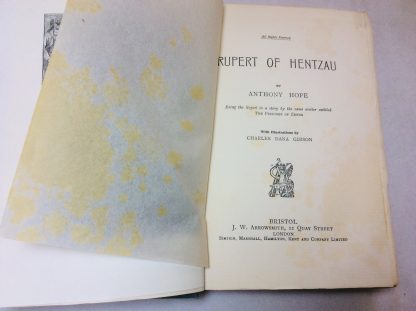 All Rights Reserved
RUPERT OF HENTZAU
BY
ANTHONY HOPE
Being the Sequel to a story by the same writer entitled
THE PRISONER OF ZENDA
With Illustrations by
CHARLES DANA GIBSON
BRISTOL
J. W. ARROWSMITH, 11 QUAY STREET
LONDON
SIMPKIN, MARSHALL, HAMILTON, KENT AND COMPANY LIMITED